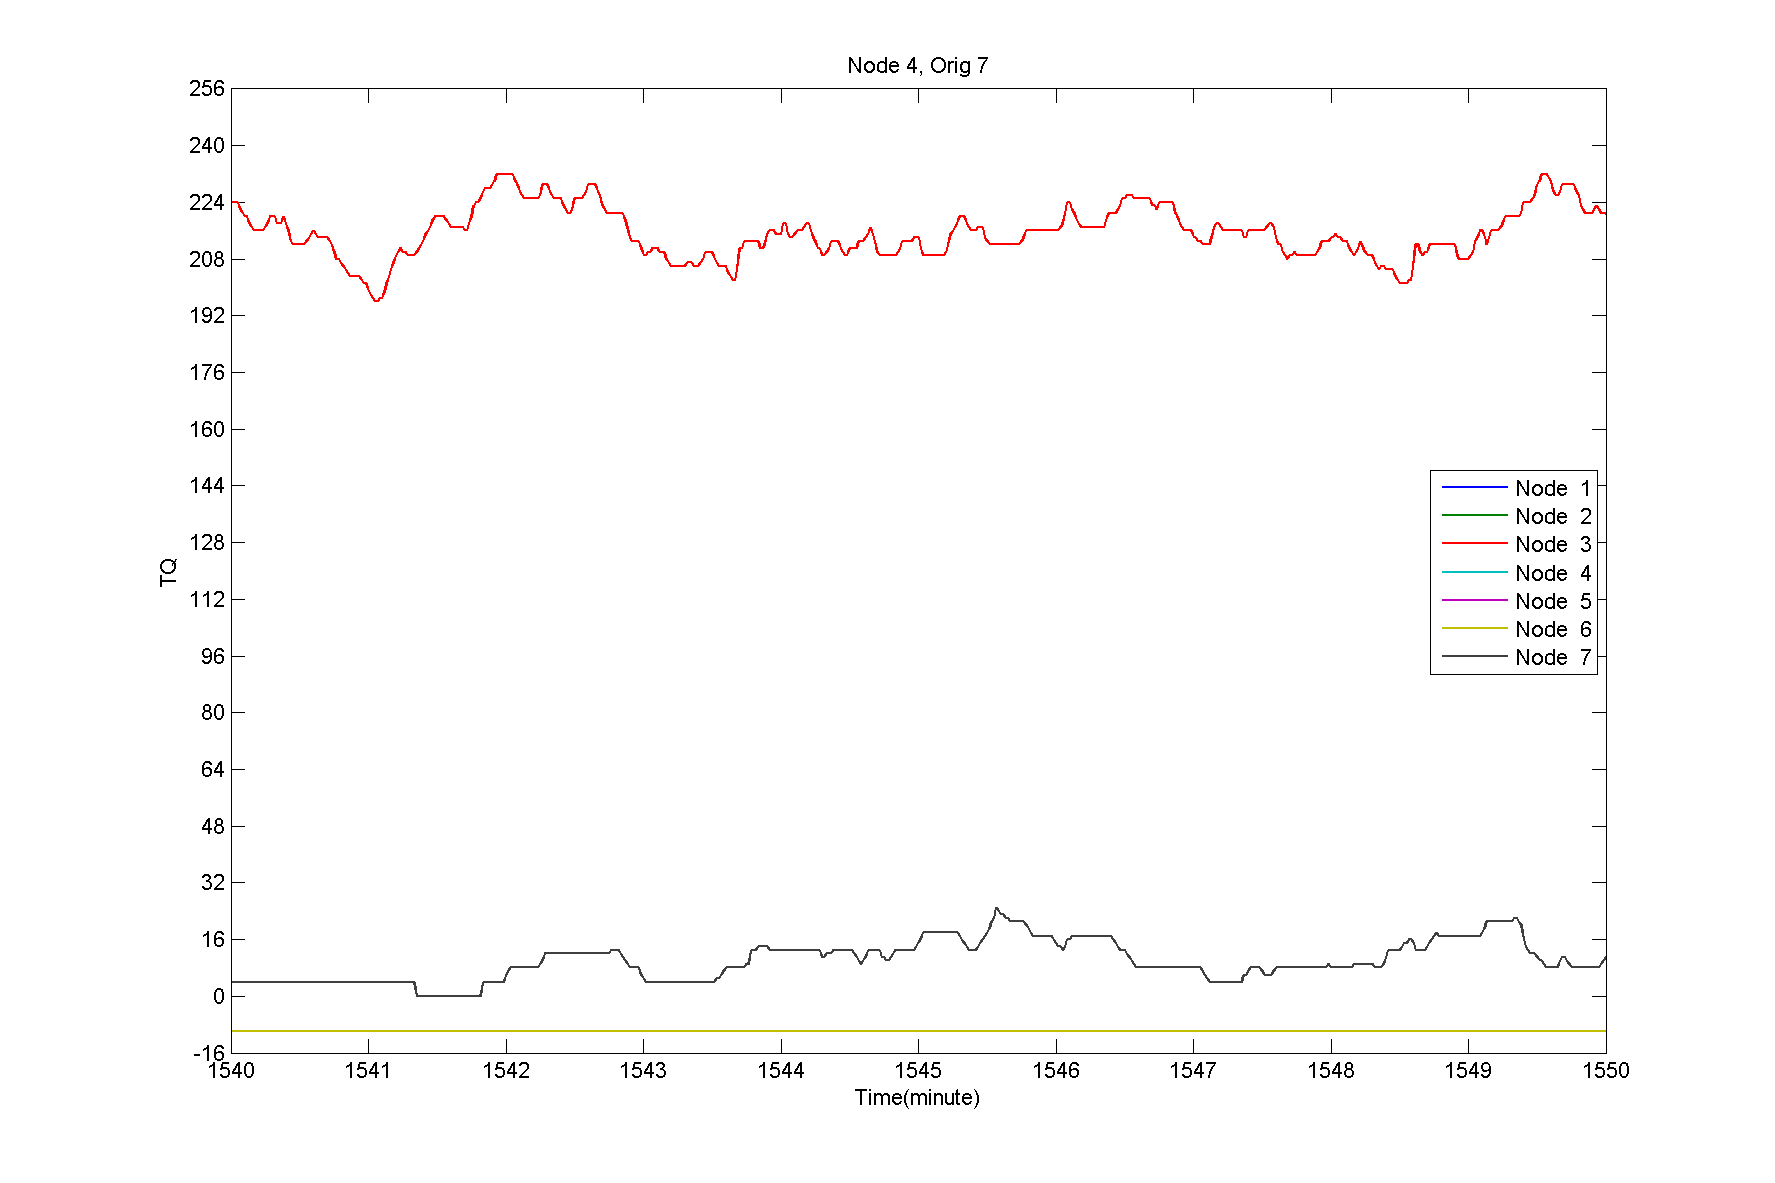 Node 4, Orig 7
256
240
224
208
192
176
160
144
128
112
96
80
64
48
32
16
0
-16
TQ
Node 1
Node 2
Node 3
Node 4
Node 5
Node 6
Node 7
1540 1541 1542 1543 1544 1545 1546 1547 1548 1549 1550
Time(minute)